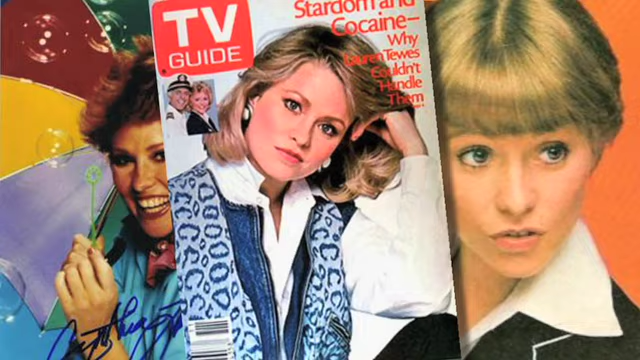 TV
GUIDE
Stardom and
Cocaine—
Why
Lauren Tewes
Couldn't
Handle
Them